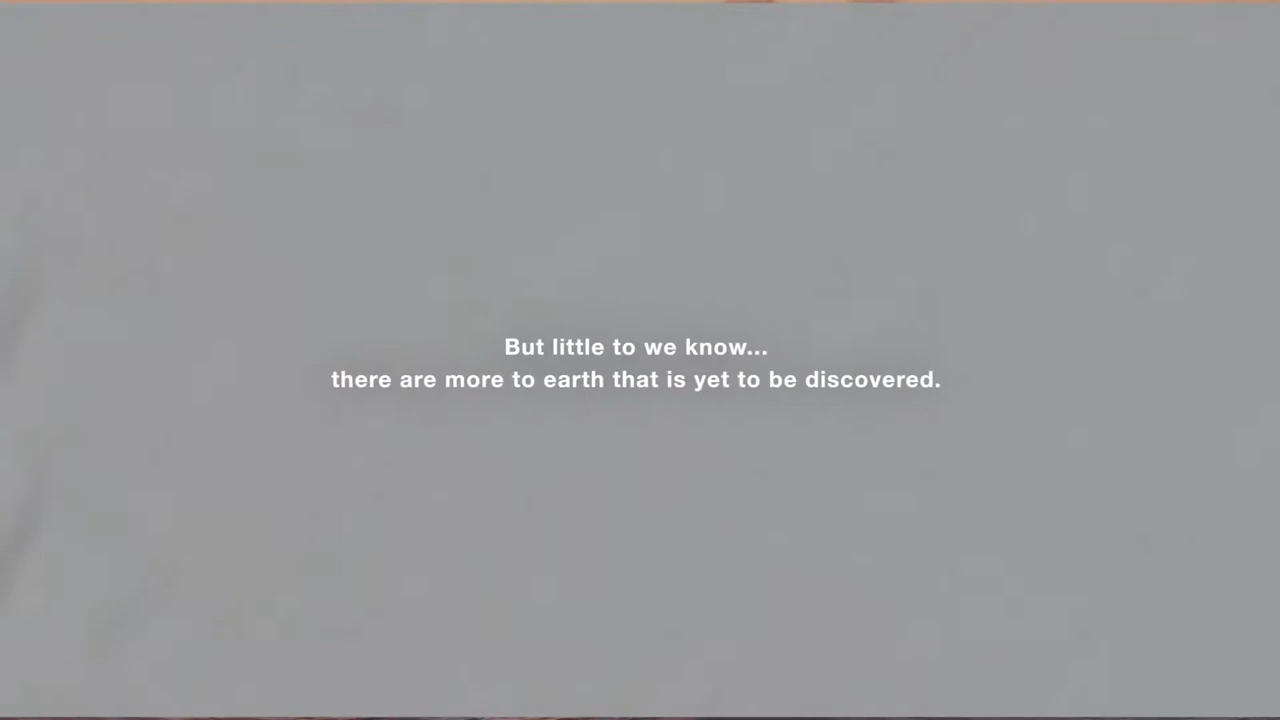 But little to we know...
there are more to earth that is yet to be discovered.